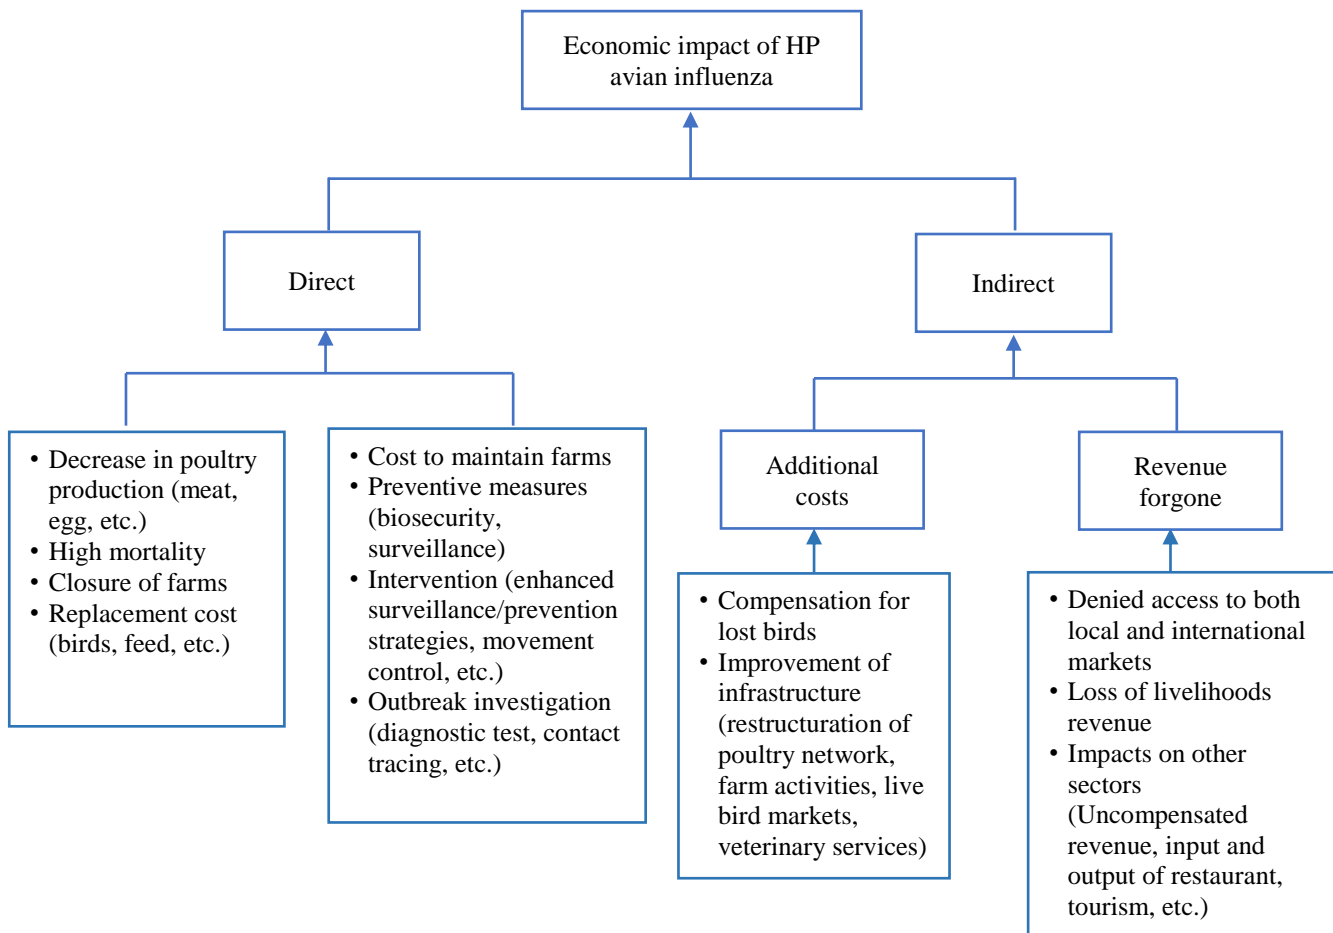 Economic impact of HP
avian influenza
Direct
Indirect
• Decrease in poultry
production (meat,
egg, etc.)
• High mortality
• Closure of farms
• Replacement cost
(birds, feed, etc.)
• Cost to maintain farms
• Preventive measures
(biosecurity,
surveillance)
• Intervention (enhanced
surveillance/prevention
strategies, movement
control, etc.)
• Outbreak investigation
(diagnostic test, contact
tracing, etc.)
Additional
costs
Revenue
forgone
• Compensation for
lost birds
• Improvement of
infrastructure
(restructuration of
poultry network,
farm activities, live
bird markets,
veterinary services)
• Denied access to both
local and international
markets
• Loss of livelihoods
revenue
• Impacts on other
sectors
(Uncompensated
revenue, input and
output of restaurant,
tourism, etc.)